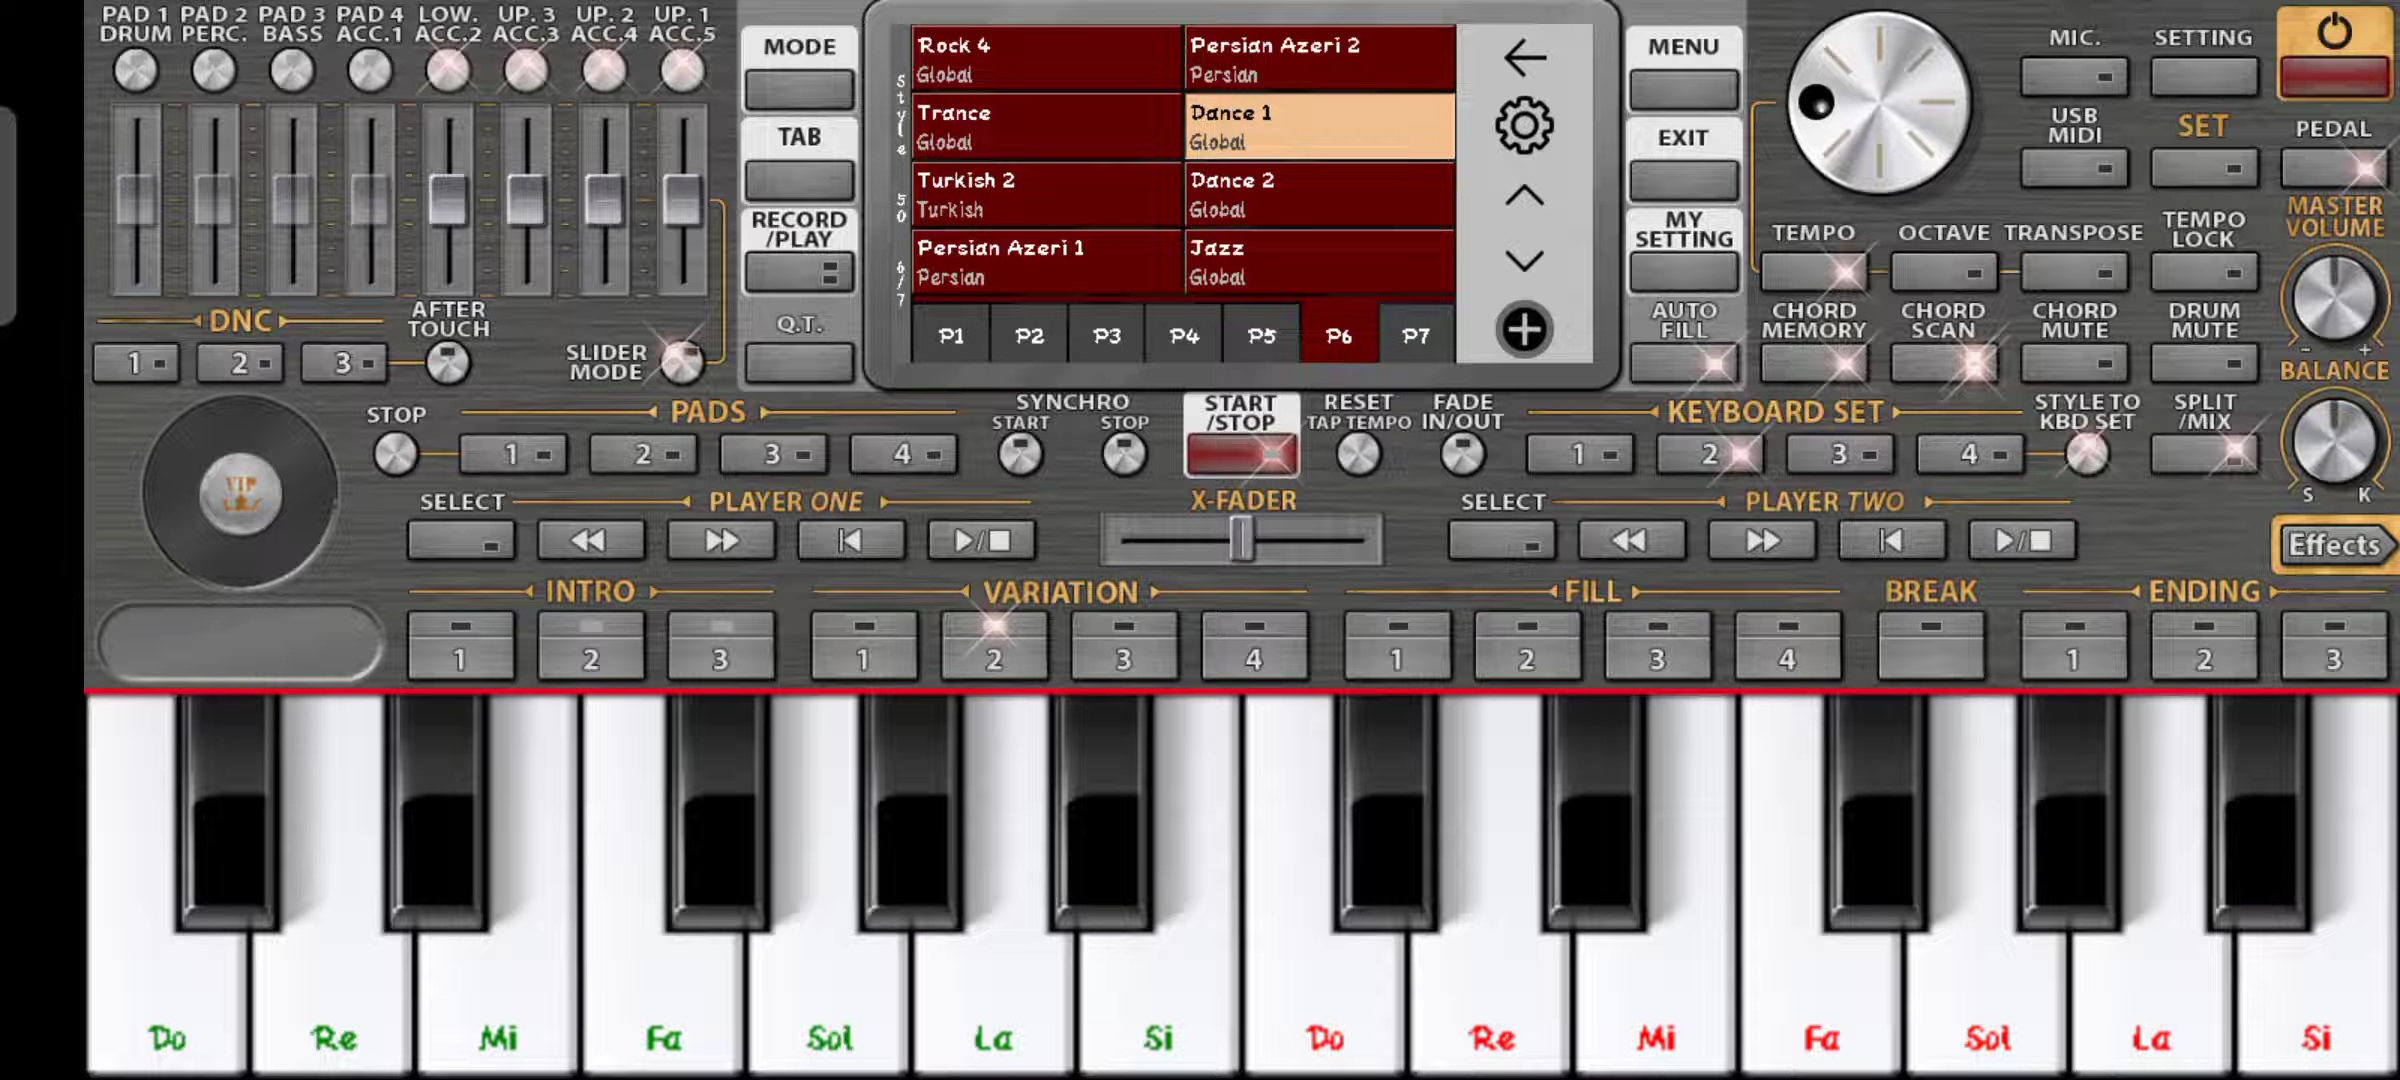 PAD 1 PAD 2 PAD 3 PAD 4 LOW. UP. 3 UP. 2 UP. 1
DRUM PERC. BASS ACC.1 ACC.2 ACC.3 ACC.4 ACC.5
MODE
TAB
RECORD
/PLAY
Q.T.
Style
50
6/7
Rock 4
Global
Persian Azeri 2
Persian
Trance
Global
Dance 1
Global
Turkish 2
Turkish
Dance 2
Global
Persian Azeri 1
Persian
Jazz
Global
P1 P2 P3 P4 P5 P6 P7
MENU
EXIT
MY
SETTING
AUTO
FILL
MIC. SETTING
USB
MIDI
SET
PEDAL
MASTER
VOLUME
TEMPO OCTAVE TRANSPOSE TEMPO
LOCK
CHORD
MEMORY
CHORD
SCAN
CHORD
MUTE
DRUM
MUTE
- +
BALANCE
S K
DNC
AFTER
TOUCH
1 2 3
SLIDER
MODE
STOP
PADS
1 2 3 4
SYNCHRO
START STOP
START
/STOP
RESET
TAP TEMPO
FADE
IN/OUT
KEYBOARD SET
1 2 3 4
STYLE TO
KBD SET
SPLIT
/MIX
VIP
SELECT PLAYER ONE
X-FADER
SELECT PLAYER TWO
Effects
INTRO VARIATION FILL BREAK ENDING
1 2 3 1 2 3 4 1 2 3 4 1 2 3
Do Re Mi Fa Sol La Si Do Re Mi Fa Sol La Si